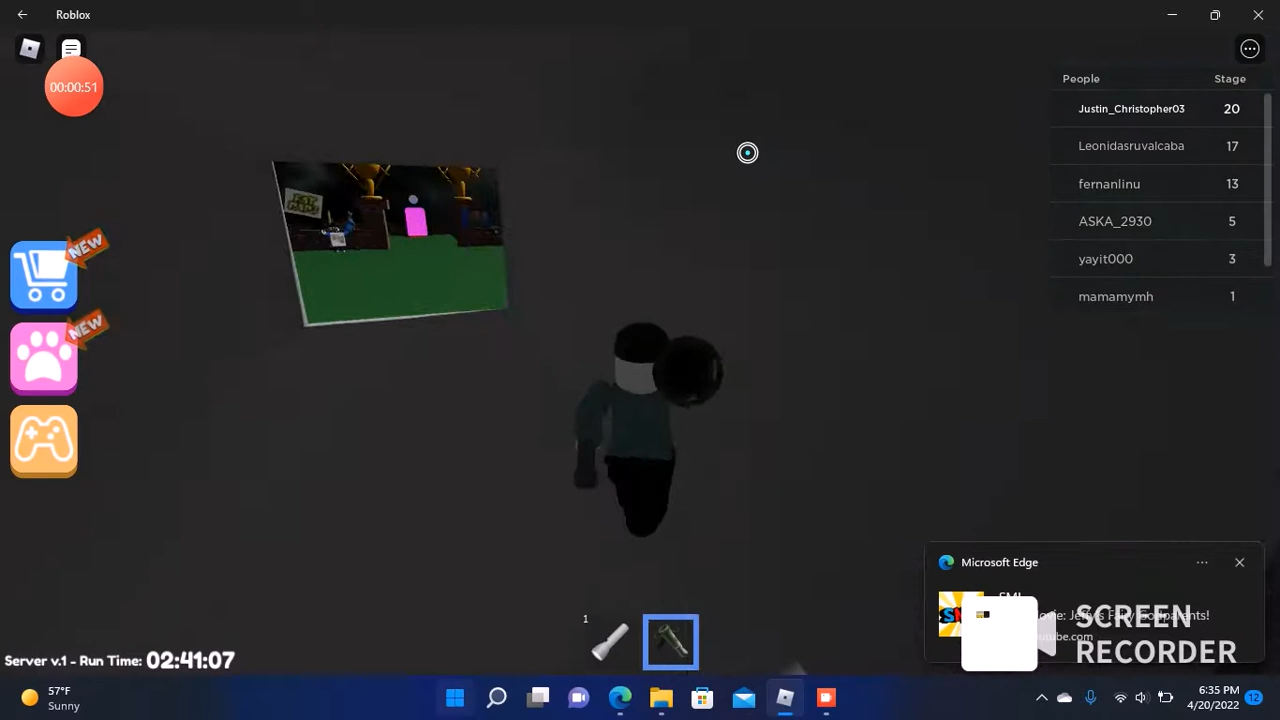 Roblox
00:00:51
People Stage
Justin_Christopher03 20
Leonidasruvalcaba 17
fernanlinu 13
ASKA_2930 5
yayit000 3
mamamymh 1
NEW
NEW
Microsoft Edge
SML
SCREEN
RECORDER
1
Server v.1 - Run Time: 02:41:07
57°F
Sunny
6:35 PM
4/20/2022
12